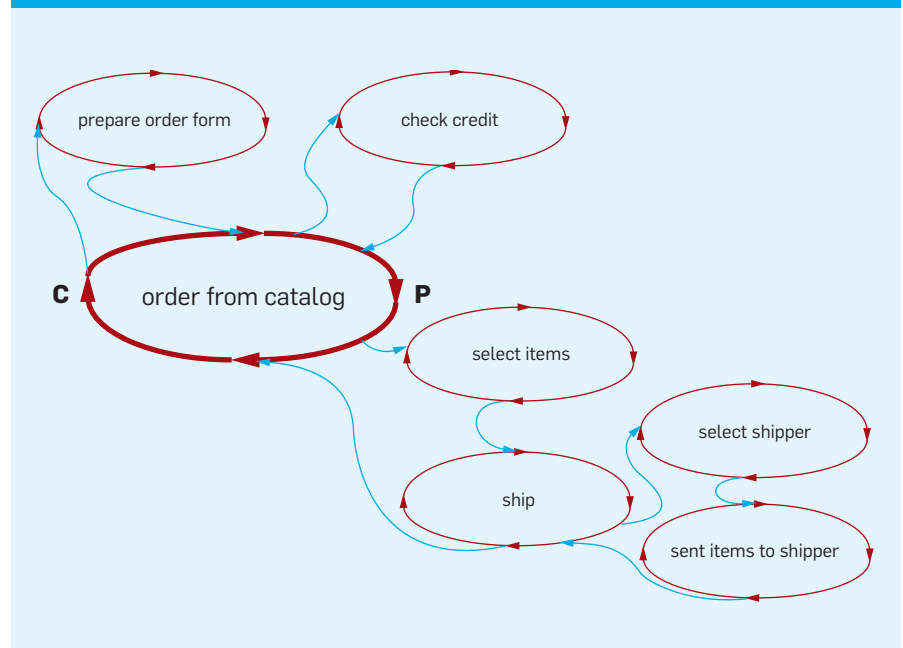 prepare order form
check credit
C
order from catalog
P
select items
select shipper
ship
sent items to shipper